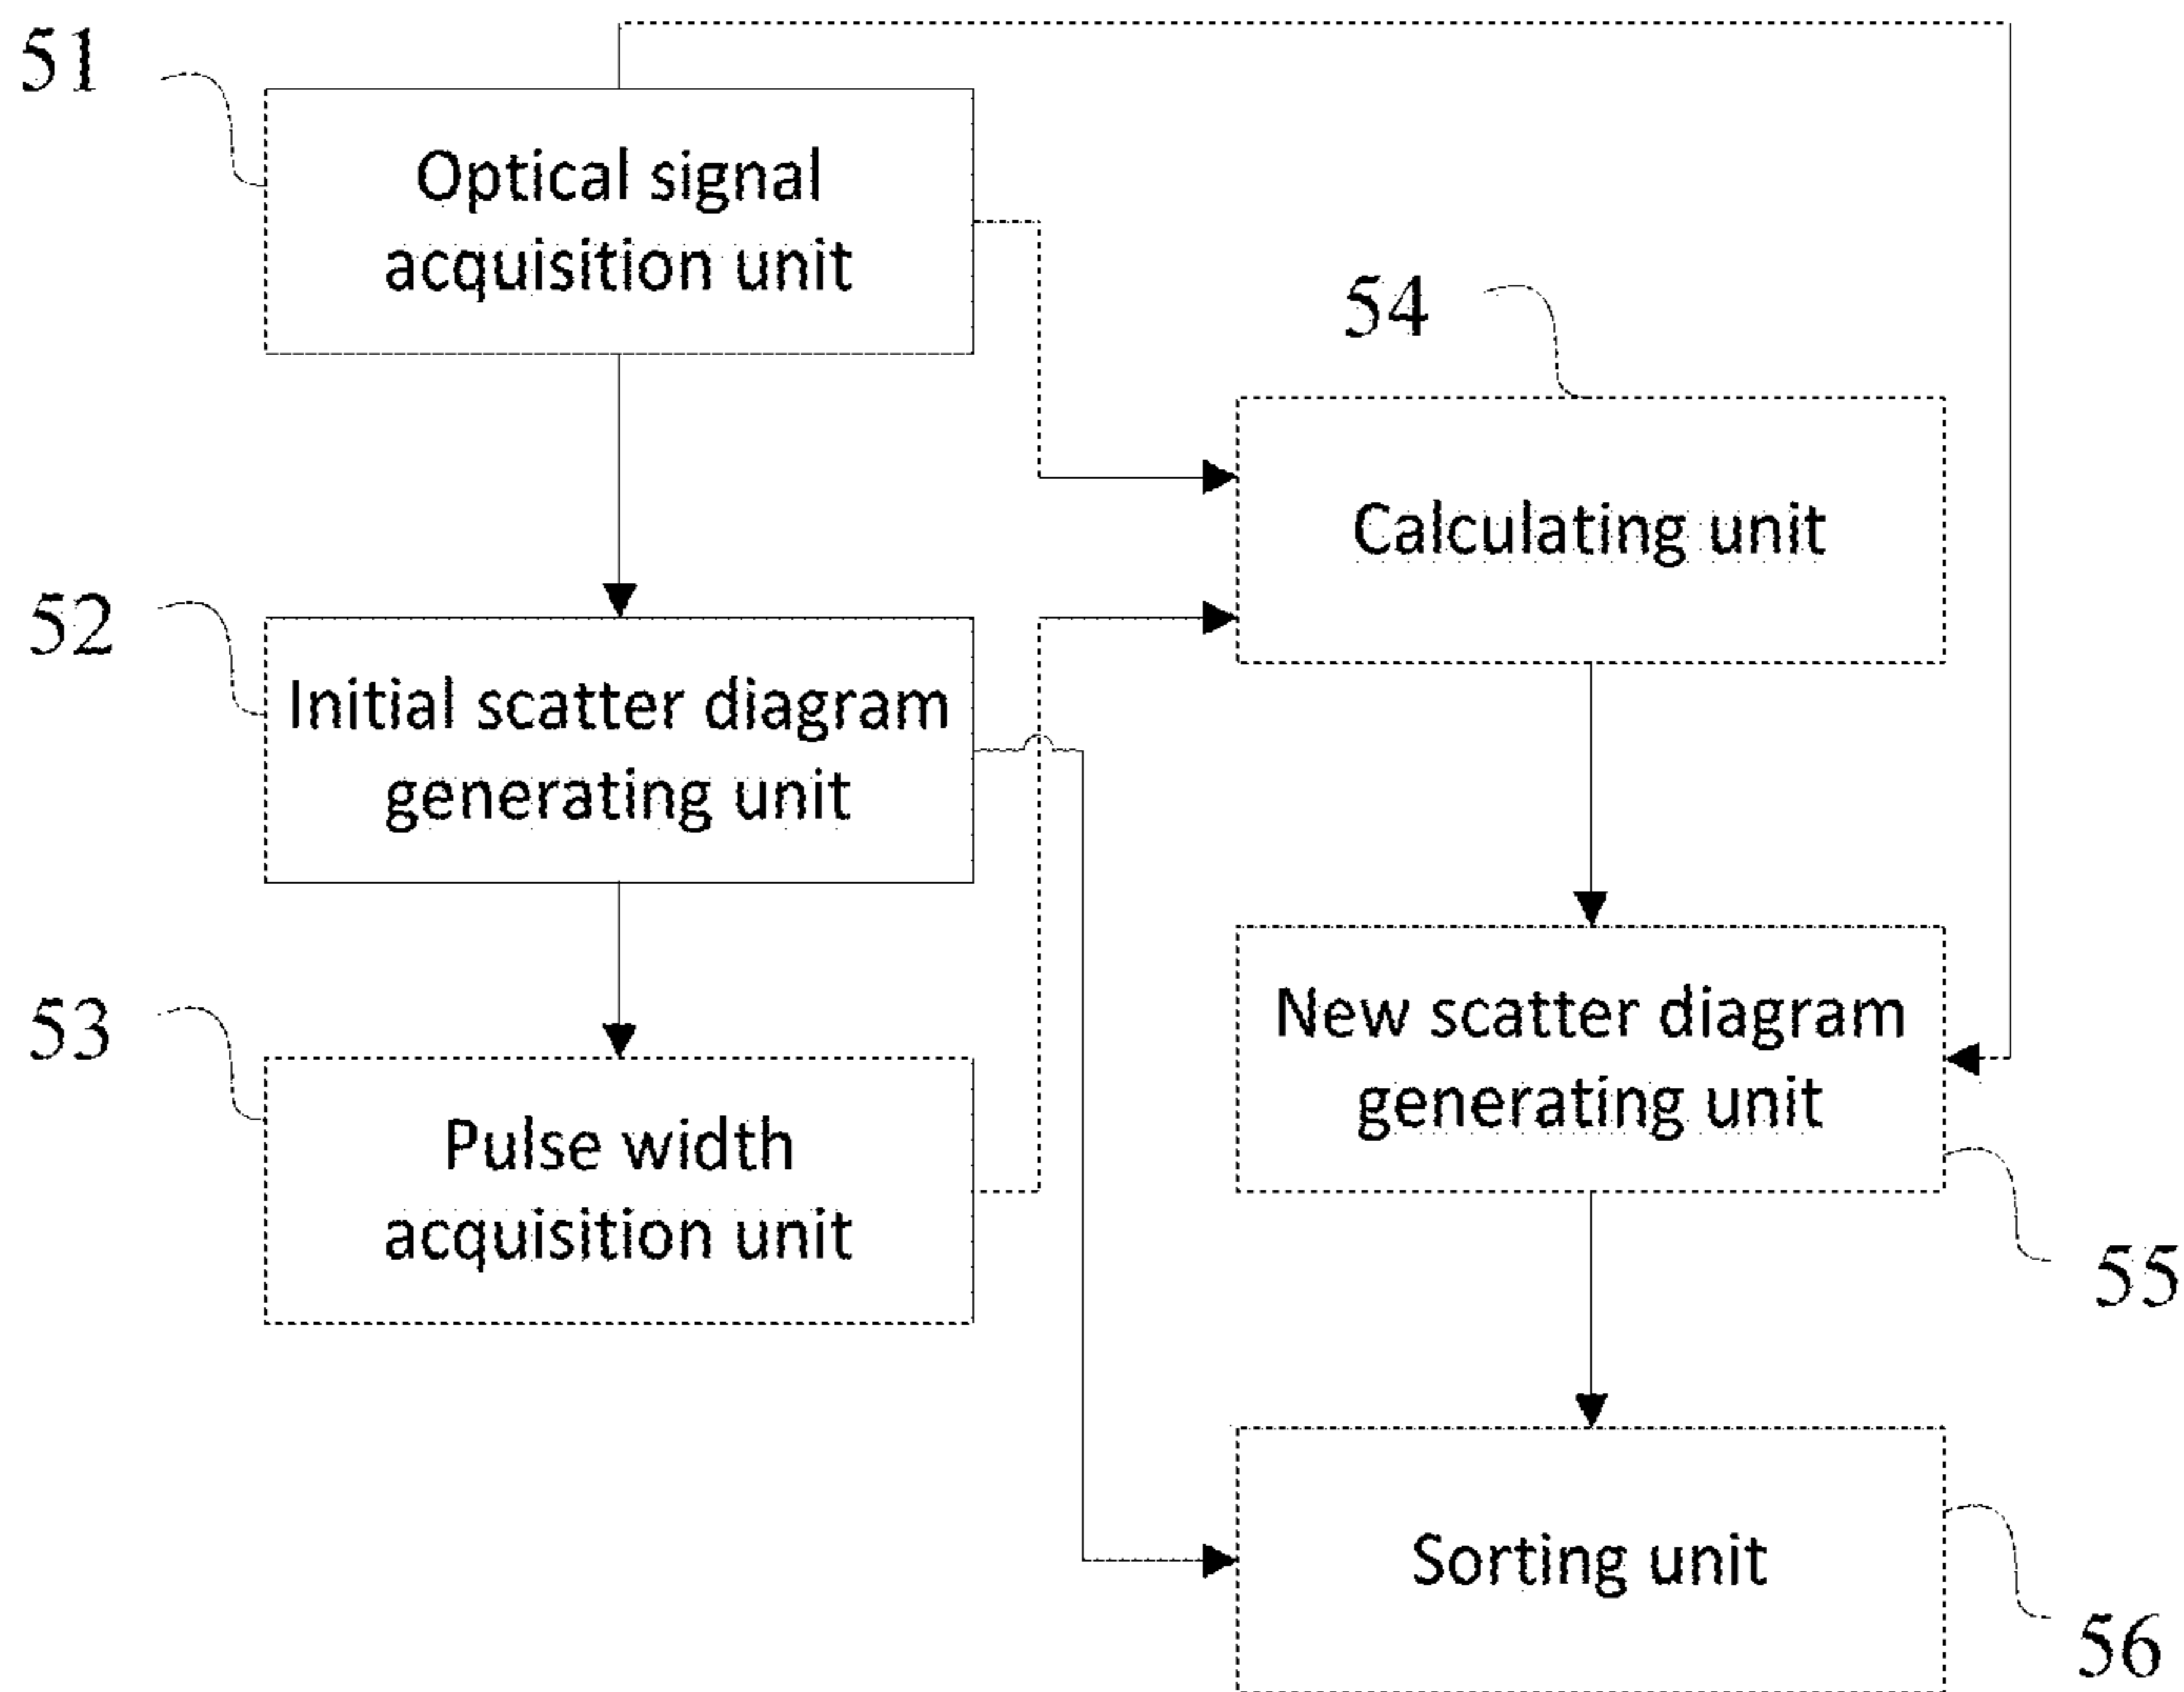 51
Optical signal
acquisition unit
54
Calculating unit
52
Initial scatter diagram
generating unit
53
Pulse width
acquisition unit
New scatter diagram
generating unit
55
Sorting unit
56